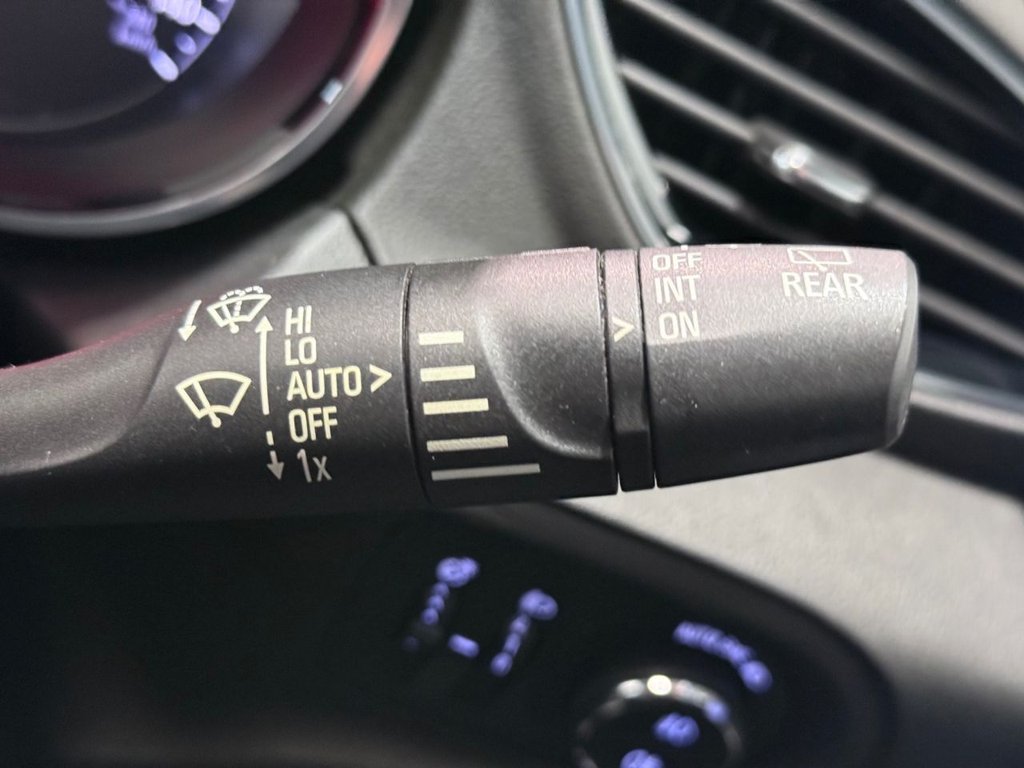 HI
LO
AUTO >
OFF
1x
>
OFF
INT
ON
REAR